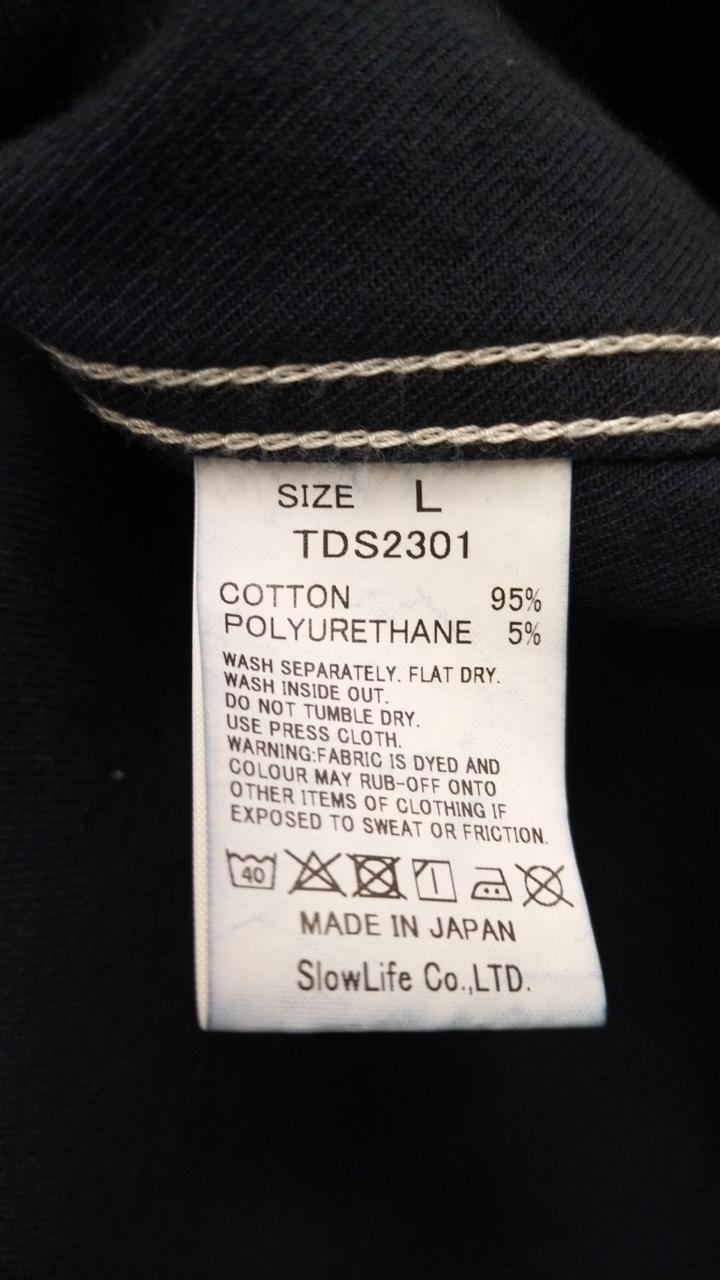 SIZE L
TDS2301
COTTON 95%
POLYURETHANE 5%
WASH SEPARATELY. FLAT DRY.
WASH INSIDE OUT.
DO NOT TUMBLE DRY.
USE PRESS CLOTH.
WARNING:FABRIC IS DYED AND
COLOUR MAY RUB-OFF ONTO
OTHER ITEMS OF CLOTHING IF
EXPOSED TO SWEAT OR FRICTION.
40
MADE IN JAPAN
SlowLife Co.,LTD.